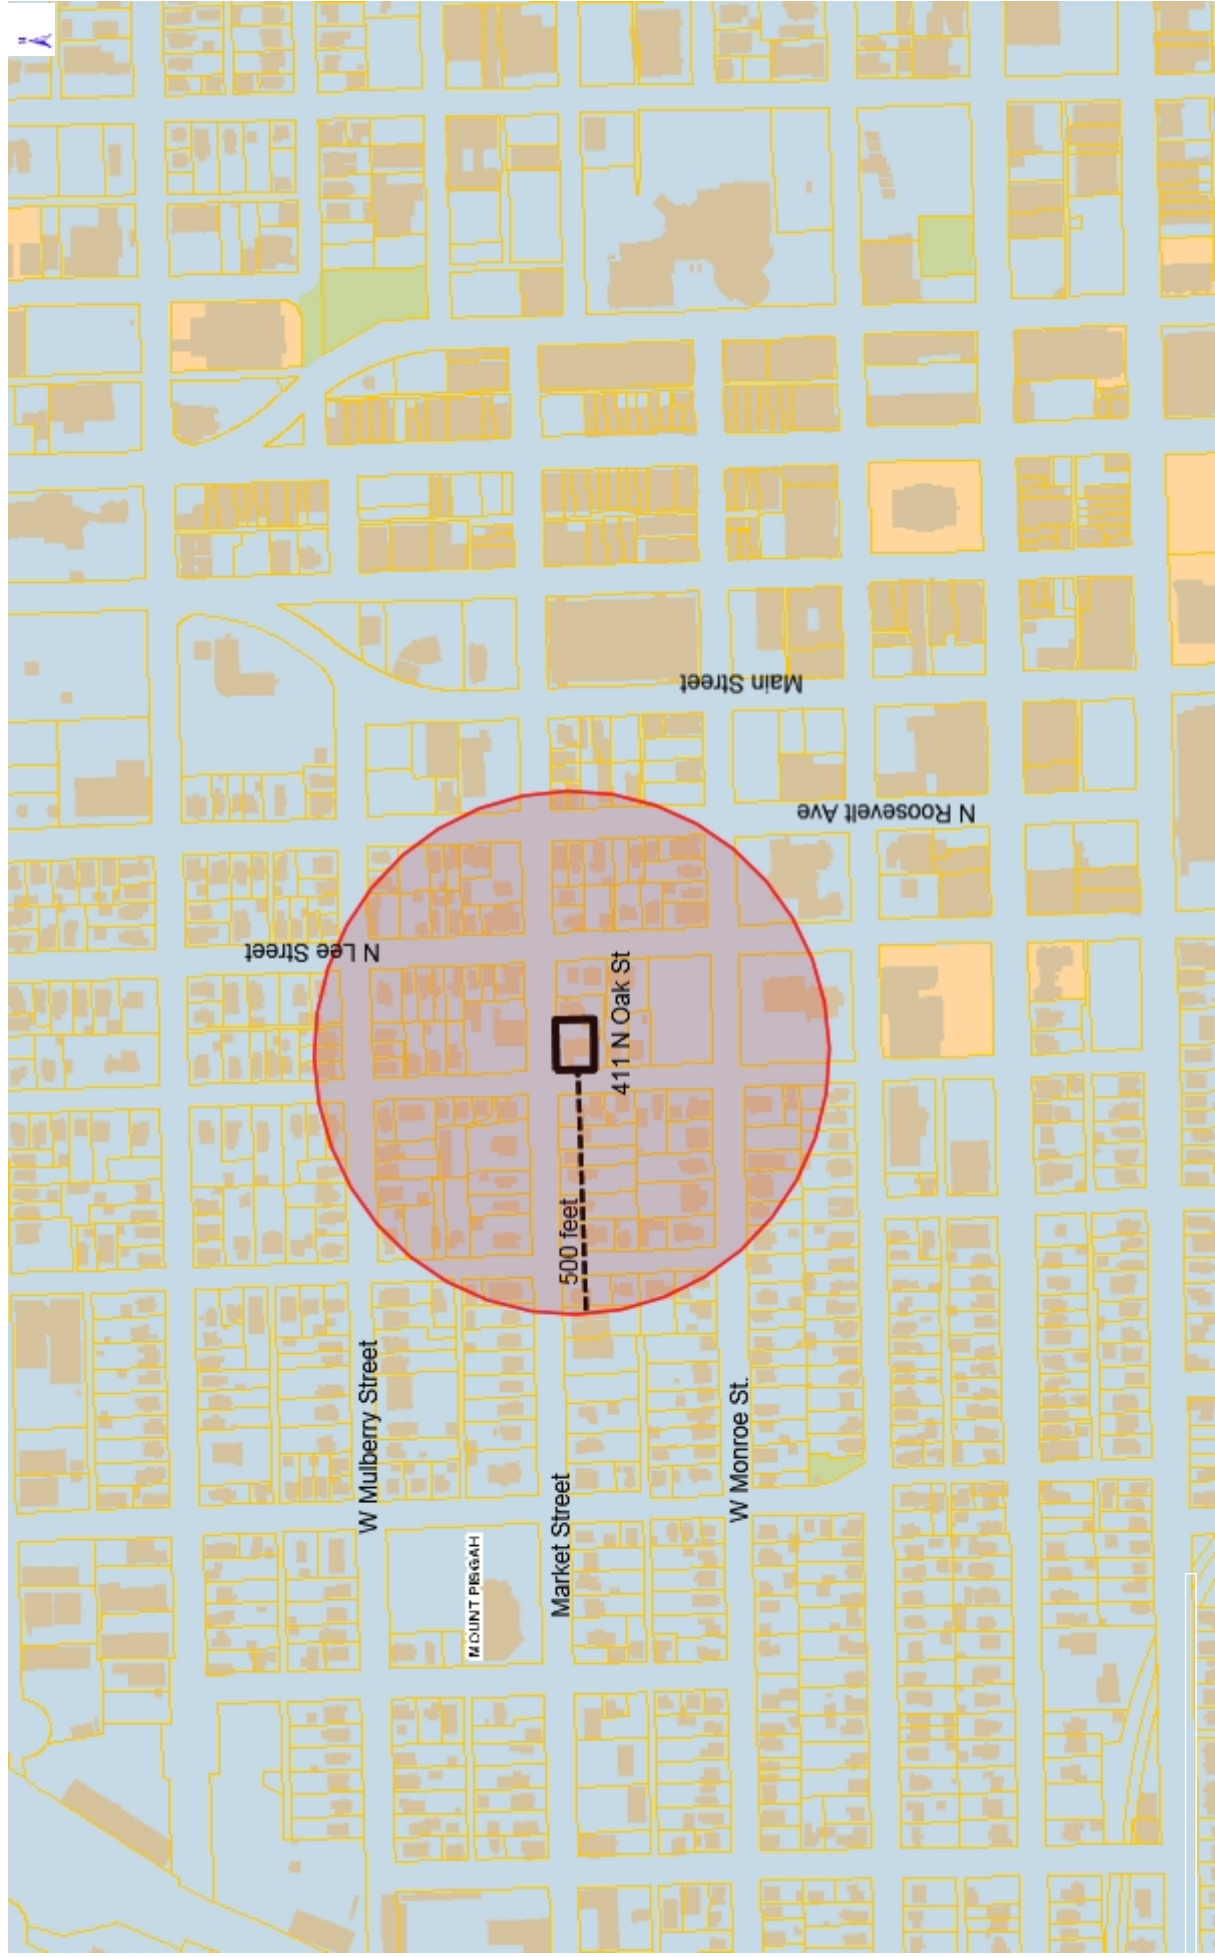 Main Street
N Roosevelt Ave
N Lee Street
411 N Oak St
500 feet
W Mulberry Street
W Monroe St.
Market Street
MOUNT PISGAH